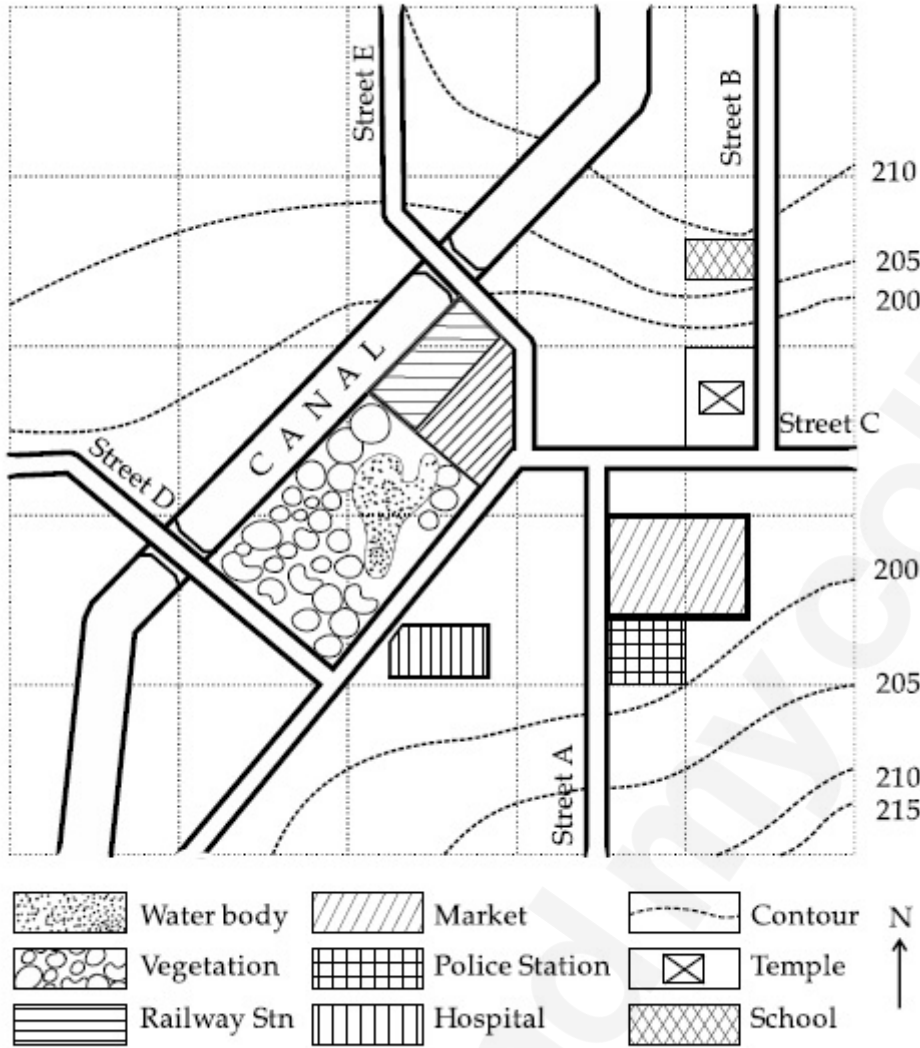 Street E
Street B
210
205
200
CANAL
Street C
Street D
200
205
210
215
Street A
Water body
Market
Contour
N
Vegetation
Police Station
Temple
Railway Stn
Hospital
School